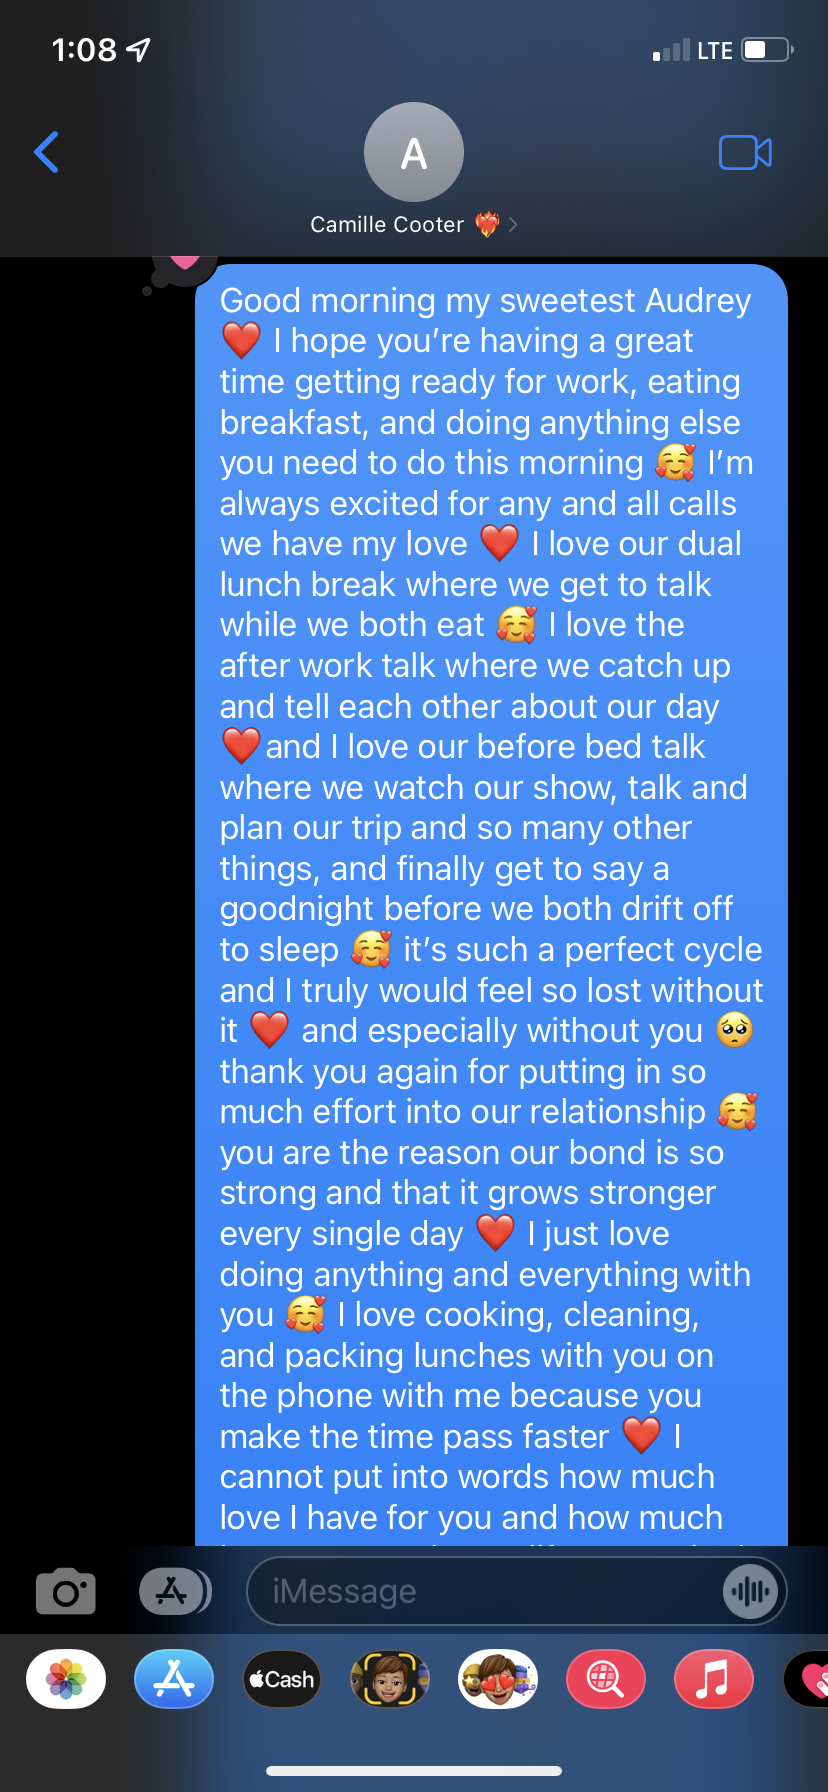 1:08
LTE
A
Camille Cooter ❤️‍🔥
Good morning my sweetest Audrey
❤️ I hope you’re having a great
time getting ready for work, eating
breakfast, and doing anything else
you need to do this morning 🥰 I’m
always excited for any and all calls
we have my love ❤️ I love our dual
lunch break where we get to talk
while we both eat 🥰 I love the
after work talk where we catch up
and tell each other about our day
❤️and I love our before bed talk
where we watch our show, talk and
plan our trip and so many other
things, and finally get to say a
goodnight before we both drift off
to sleep 🥰 it’s such a perfect cycle
and I truly would feel so lost without
it ❤️ and especially without you 🥺
thank you again for putting in so
much effort into our relationship 🥰
you are the reason our bond is so
strong and that it grows stronger
every single day ❤️ I just love
doing anything and everything with
you 🥰 I love cooking, cleaning,
and packing lunches with you on
the phone with me because you
make the time pass faster ❤️ I
cannot put into words how much
love I have for you and how much
iMessage
Cash